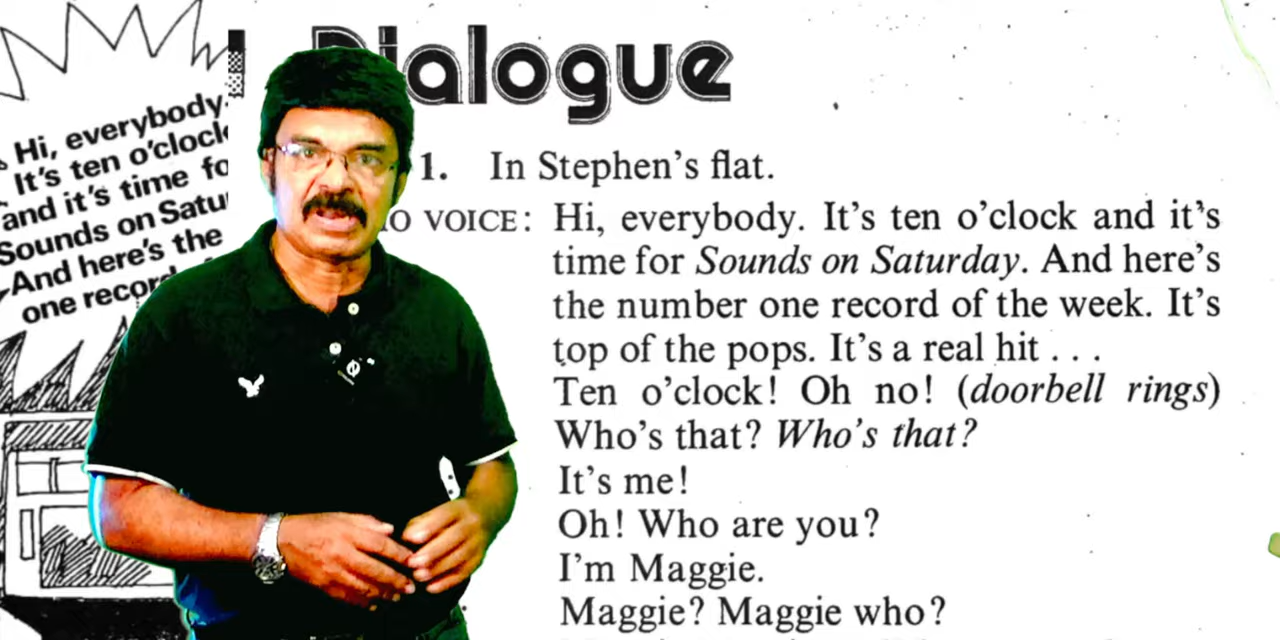 Dialogue
Hi, everybody.
It's ten o'clock
and it's time
Sounds on
And here's the
one record
1. In Stephen's flat.
VOICE: Hi, everybody. It's ten o'clock and it's
time for Sounds on Saturday. And here's
the number one record of the week. It's
top of the pops. It's a real hit . . .
Ten o'clock! Oh no! (doorbell rings)
Who's that? Who's that?
It's me!
Oh! Who are you?
I'm Maggie.
Maggie? Maggie who?